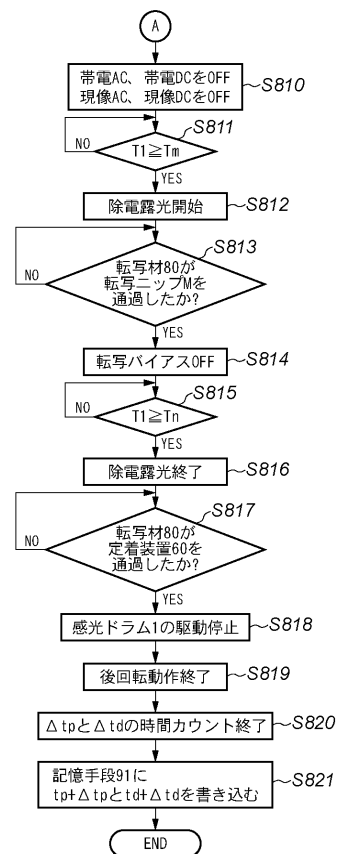 A
帯電AC、帯電DCをOFF
現像AC、現像DCをOFF
S810
S811
T1≧Tm
NO
YES
除電露光開始
S812
S813
転写材80が
転写ニップMを
通過したか?
NO
YES
転写バイアスOFF
S814
S815
T1≧Tn
NO
YES
除電露光終了
S816
S817
転写材80が
定着装置60を
通過したか?
NO
YES
感光ドラム1の駆動停止
S818
後回転動作終了
S819
ΔtpとΔtdの時間カウント終了
S820
記憶手段91に
tp+Δtpとtd+Δtdを書き込む
S821
END